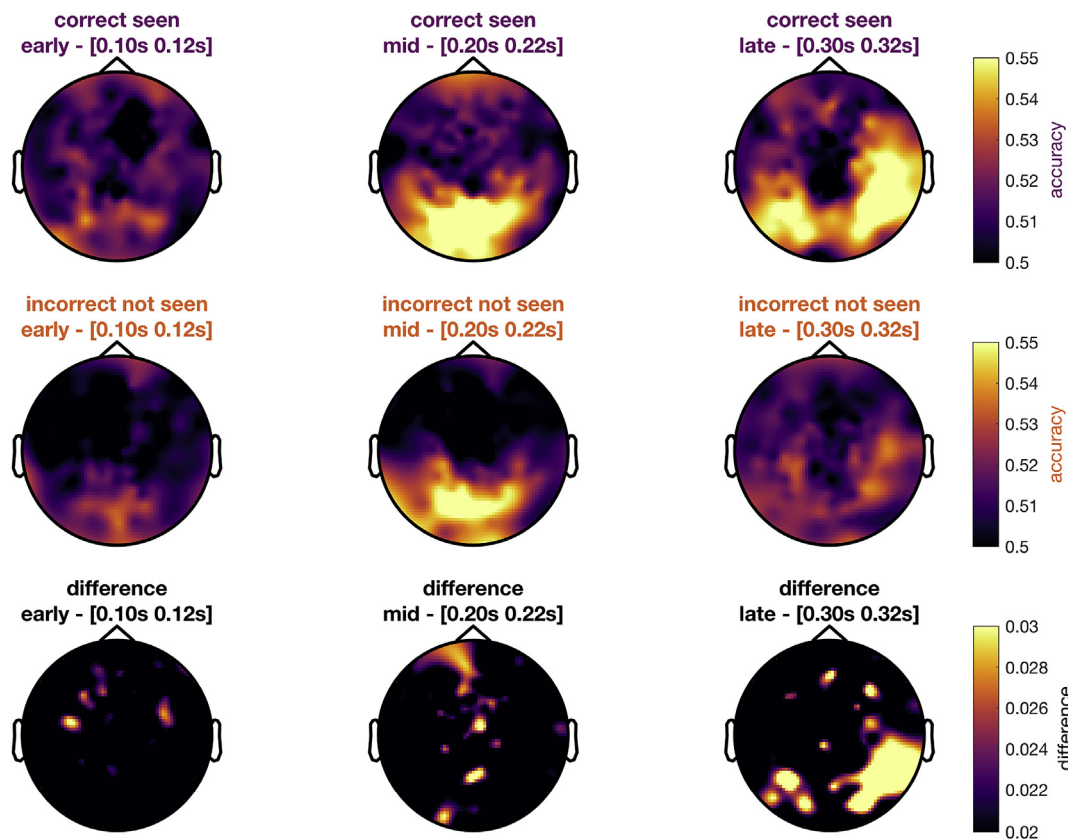 correct seen
early - [0.10s 0.12s]
correct seen
mid - [0.20s 0.22s]
correct seen
late - [0.30s 0.32s]
0.55
0.54
0.53
0.52
0.51
0.5
accuracy
incorrect not seen
early - [0.10s 0.12s]
incorrect not seen
mid - [0.20s 0.22s]
incorrect not seen
late - [0.30s 0.32s]
0.55
0.54
0.53
0.52
0.51
0.5
accuracy
difference
early - [0.10s 0.12s]
difference
mid - [0.20s 0.22s]
difference
late - [0.30s 0.32s]
0.03
0.028
0.026
0.024
0.022
0.02
difference